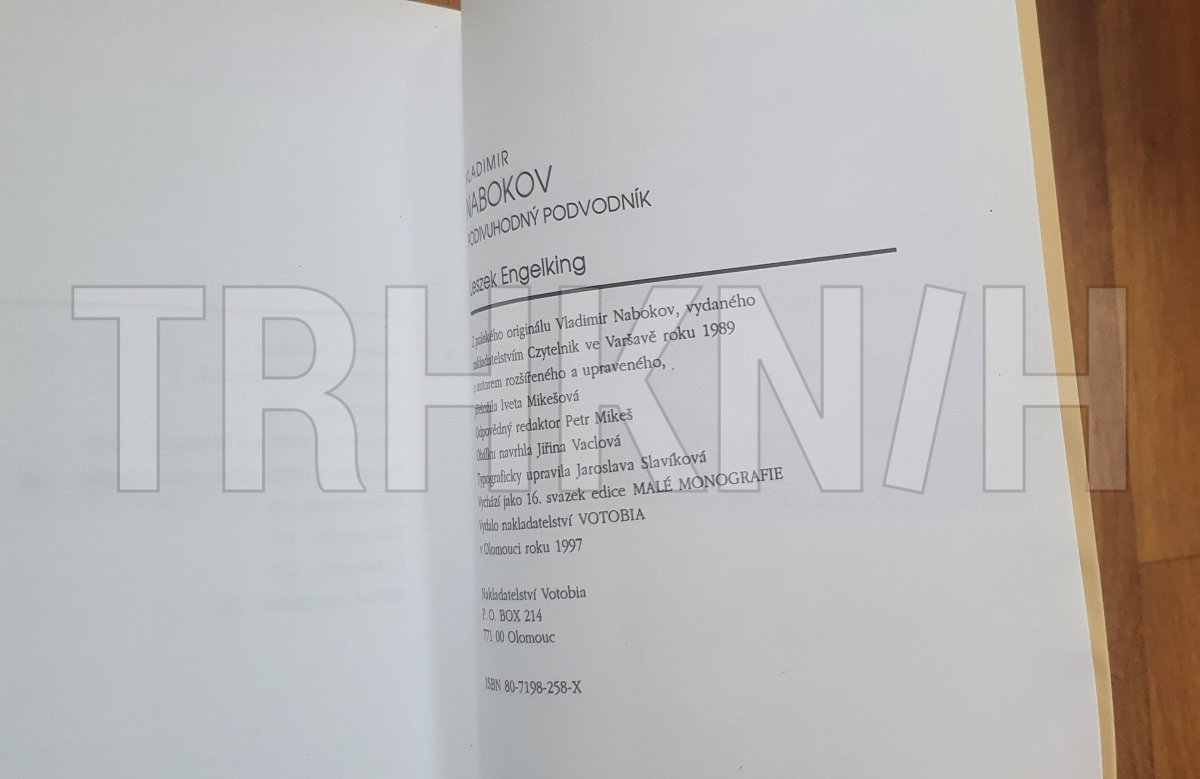 VLADIMIR
NABOKOV
PODIVUHODNÝ PODVODNÍK
Leszek Engelking
Z polského originálu Vladimir Nabokov, vydaného
nakladatelstvím Czytelnik ve Varšavě roku 1989
a autorem rozšířeného a upraveného,
přeložila Iveta Mikešová
Odpovědný redaktor Petr Mikeš
Obálku navrhla Jiřina Vaclová
Typograficky upravila Jaroslava Slavíková
Vychází jako 16. svazek edice MALÉ MONOGRAFIE
Vydalo nakladatelství VOTOBIA
v Olomouci roku 1997
Nakladatelství Votobia
P. O. BOX 214
771 00 Olomouc
ISBN 80-7198-258-X
TRHKN/H